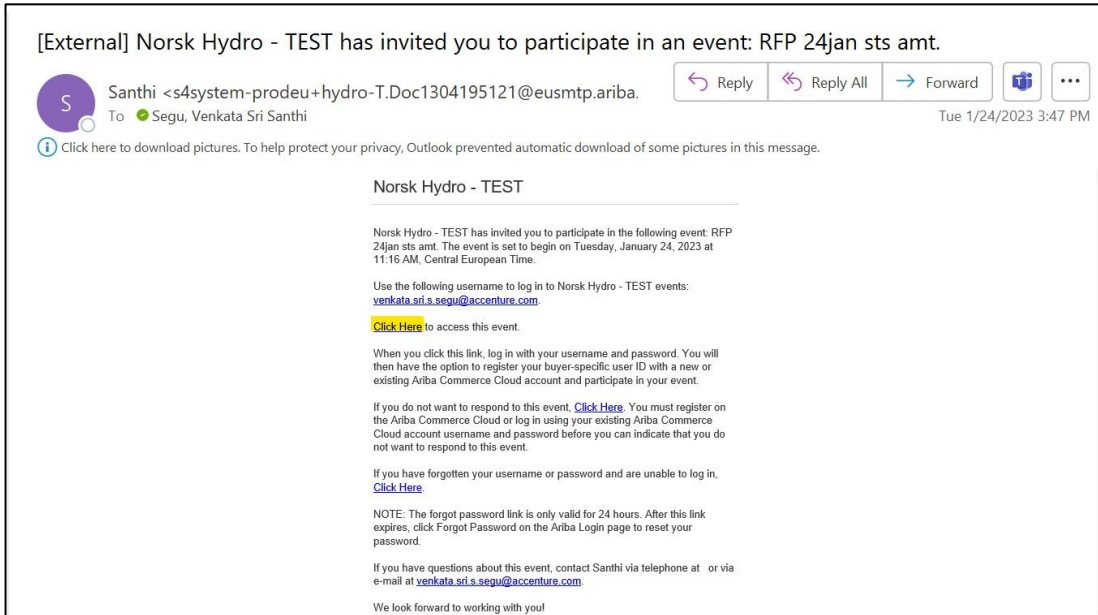 [External] Norsk Hydro - TEST has invited you to participate in an event: RFP 24jan sts amt.
S
Santhi <s4system-prodeu+hydro-T.Doc1304195121@eusmtp.ariba.
Reply
Reply All
Forward
To Segu, Venkata Sri Santhi
Tue 1/24/2023 3:47 PM
Click here to download pictures. To help protect your privacy, Outlook prevented automatic download of some pictures in this message.
Norsk Hydro - TEST
Norsk Hydro - TEST has invited you to participate in the following event: RFP
24jan sts amt. The event is set to begin on Tuesday, January 24, 2023 at
11:16 AM, Central European Time.
Use the following username to log in to Norsk Hydro - TEST events:
venkata.sri.s.segu@accenture.com.
Click Here to access this event.
When you click this link, log in with your username and password. You will
then have the option to register your buyer-specific user ID with a new or
existing Ariba Commerce Cloud account and participate in your event.
If you do not want to respond to this event, Click Here. You must register on
the Ariba Commerce Cloud or log in using your existing Ariba Commerce
Cloud account username and password before you can indicate that you do
not want to respond to this event.
If you have forgotten your username or password and are unable to log in,
Click Here.
NOTE: The forgot password link is only valid for 24 hours. After this link
expires, click Forgot Password on the Ariba Login page to reset your
password.
If you have questions about this event, contact Santhi via telephone at or via
e-mail at venkata.sri.s.segu@accenture.com.
We look forward to working with you!